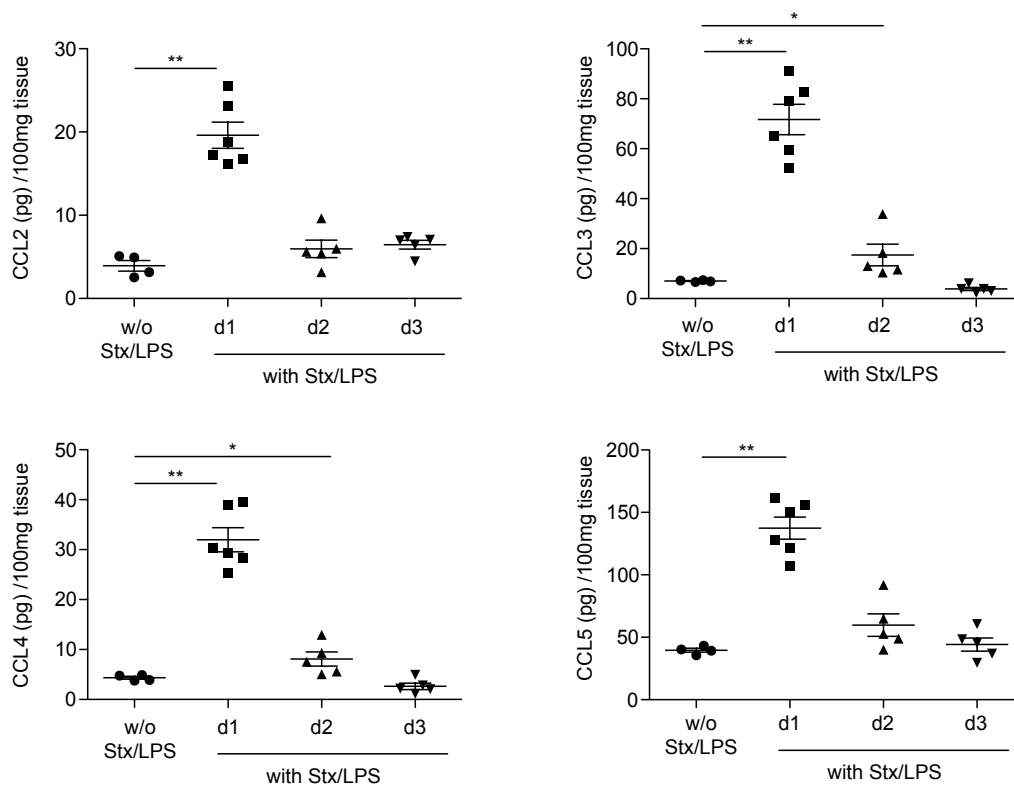 CCL2 (pg) /100mg tissue
30
20
10
0
**
w/o
Stx/LPS
d1
d2
d3
with Stx/LPS
CCL3 (pg) /100mg tissue
100
80
60
40
20
0
*
**
w/o
Stx/LPS
d1
d2
d3
with Stx/LPS
CCL4 (pg) /100mg tissue
50
40
30
20
10
0
*
**
w/o
Stx/LPS
d1
d2
d3
with Stx/LPS
CCL5 (pg) /100mg tissue
200
150
100
50
0
**
w/o
Stx/LPS
d1
d2
d3
with Stx/LPS